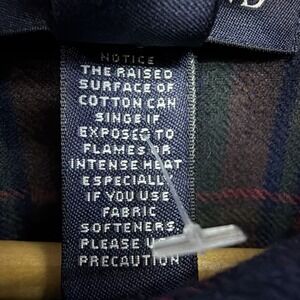 NOTICE
THE RAISED
SURFACE OF
COTTON CAN
SINGE IF
EXPOSED TO
FLAMES OR
INTENSE HEAT
ESPECIALLY
IF YOU USE
FABRIC
SOFTENERS.
PLEASE
PRECAUTION